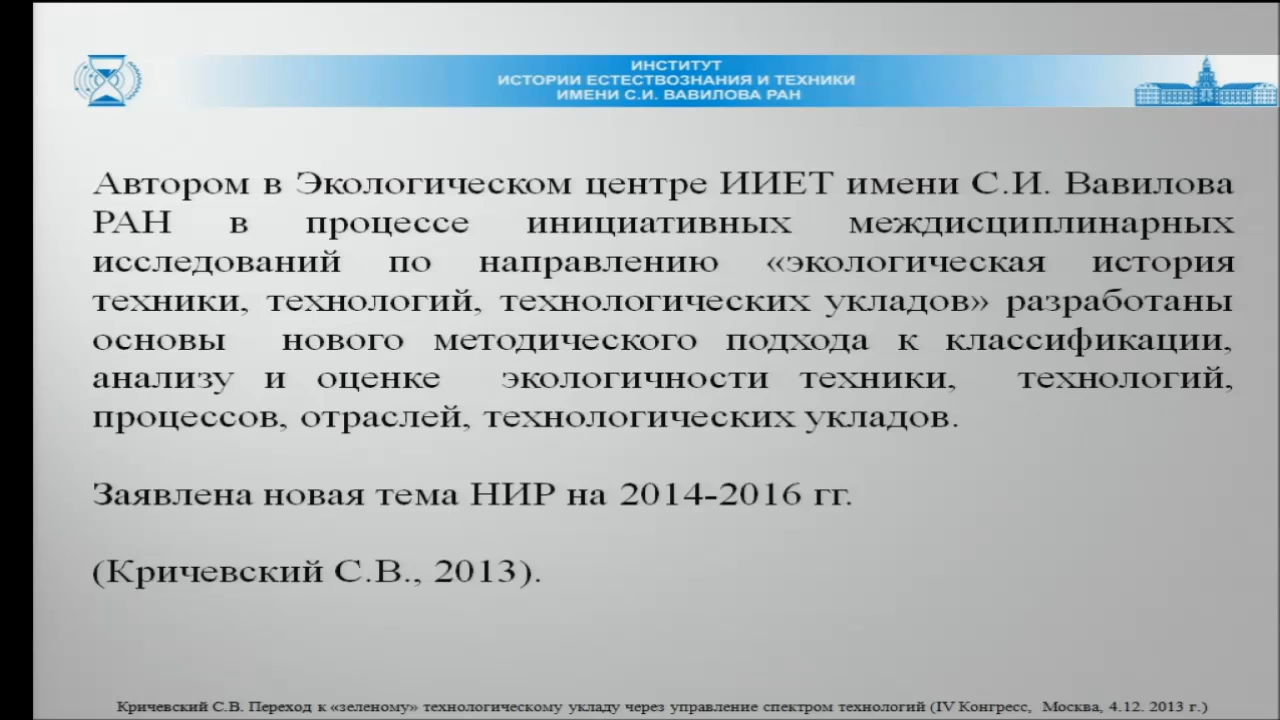 ИНСТИТУТ
ИСТОРИИ ЕСТЕСТВОЗНАНИЯ И ТЕХНИКИ
ИМЕНИ С.И. ВАВИЛОВА РАН
Автором в Экологическом центре ИИЕТ имени С.И. Вавилова
РАН в процессе инициативных междисциплинарных
исследований по направлению «экологическая история
техники, технологий, технологических укладов» разработаны
основы нового методического подхода к классификации,
анализу и оценке экологичности техники, технологий,
процессов, отраслей, технологических укладов.
Заявлена новая тема НИР на 2014-2016 гг.
(Кричевский С.В., 2013).
Кричевский С.В. Переход к «зеленому» технологическому укладу через управление спектром технологий (IV Конгресс, Москва, 4.12. 2013 г.)